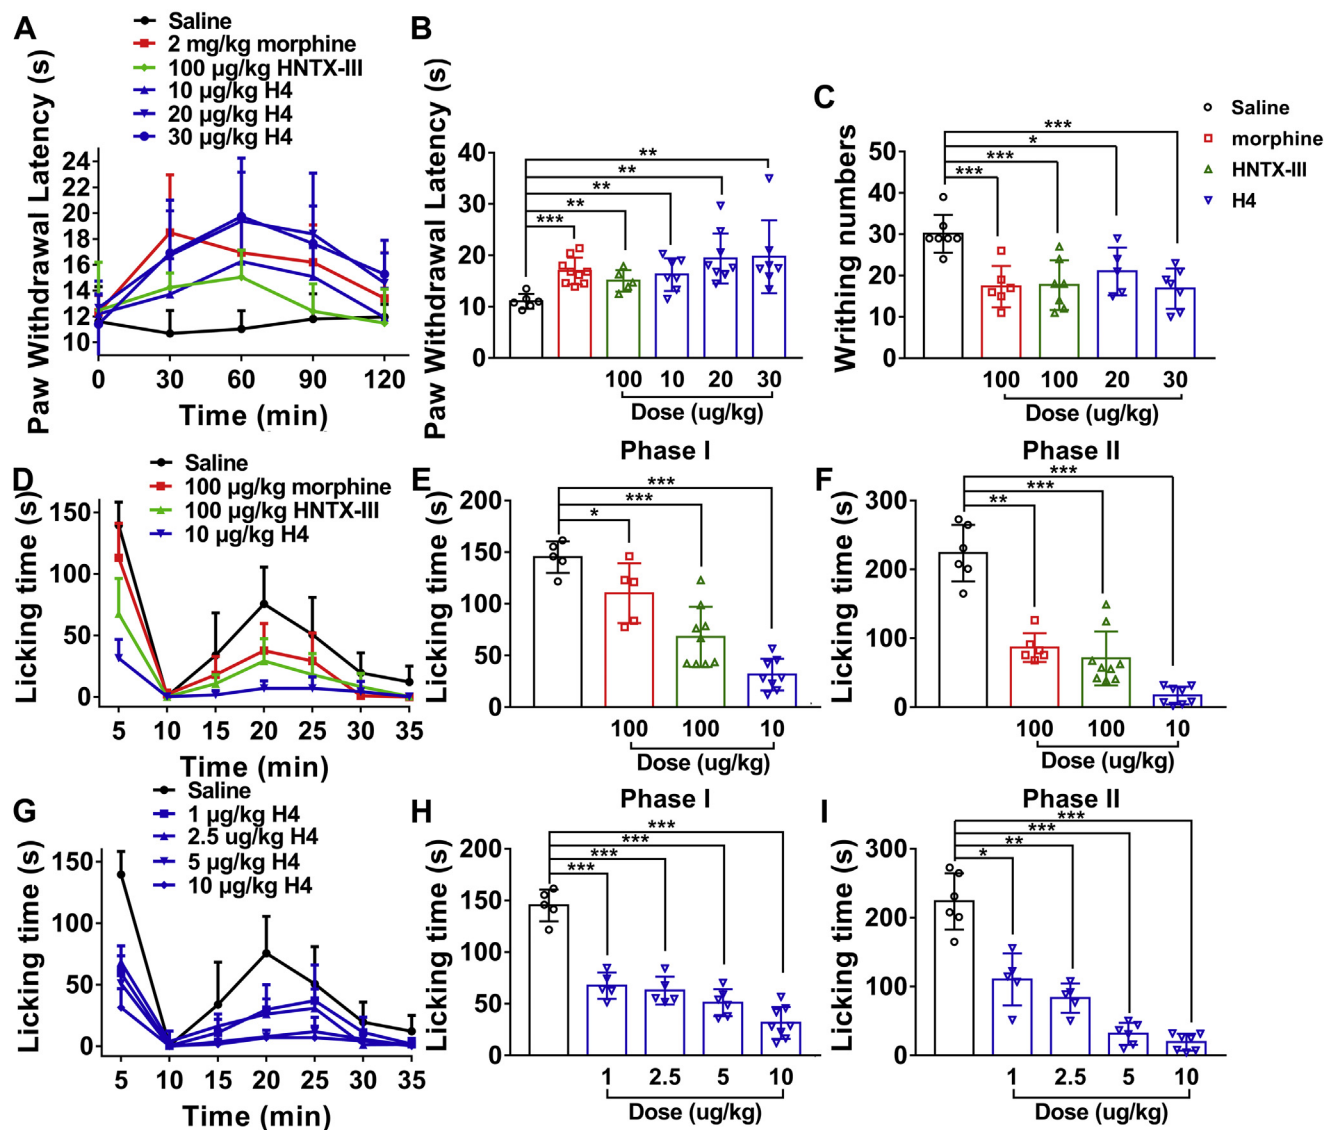 A
Saline
2 mg/kg morphine
100 µg/kg HNTX-III
10 µg/kg H4
20 µg/kg H4
30 µg/kg H4
Paw Withdrawal Latency (s)
24
22
20
18
16
14
12
10
0 30 60 90 120
Time (min)
B
Paw Withdrawal Latency (s)
40
30
20
10
0
**
**
**
**
***
100 10 20 30
Dose (ug/kg)
C
Saline
morphine
HNTX-III
H4
Writhing numbers
50
40
30
20
10
0
***
*
***
***
100 100 20 30
Dose (ug/kg)
D
Saline
100 µg/kg morphine
100 µg/kg HNTX-III
10 µg/kg H4
Licking time (s)
150
100
50
0
5 10 15 20 25 30 35
Time (min)
E
Phase I
Licking time (s)
200
150
100
50
0
***
***
*
100 100 10
Dose (ug/kg)
F
Phase II
Licking time (s)
300
200
100
0
***
***
**
100 100 10
Dose (ug/kg)
G
Saline
1 µg/kg H4
2.5 ug/kg H4
5 µg/kg H4
10 µg/kg H4
Licking time (s)
150
100
50
0
5 10 15 20 25 30 35
Time (min)
H
Phase I
Licking time (s)
200
150
100
50
0
***
***
***
***
1 2.5 5 10
Dose (ug/kg)
I
Phase II
Licking time (s)
300
200
100
0
***
***
**
*
1 2.5 5 10
Dose (ug/kg)